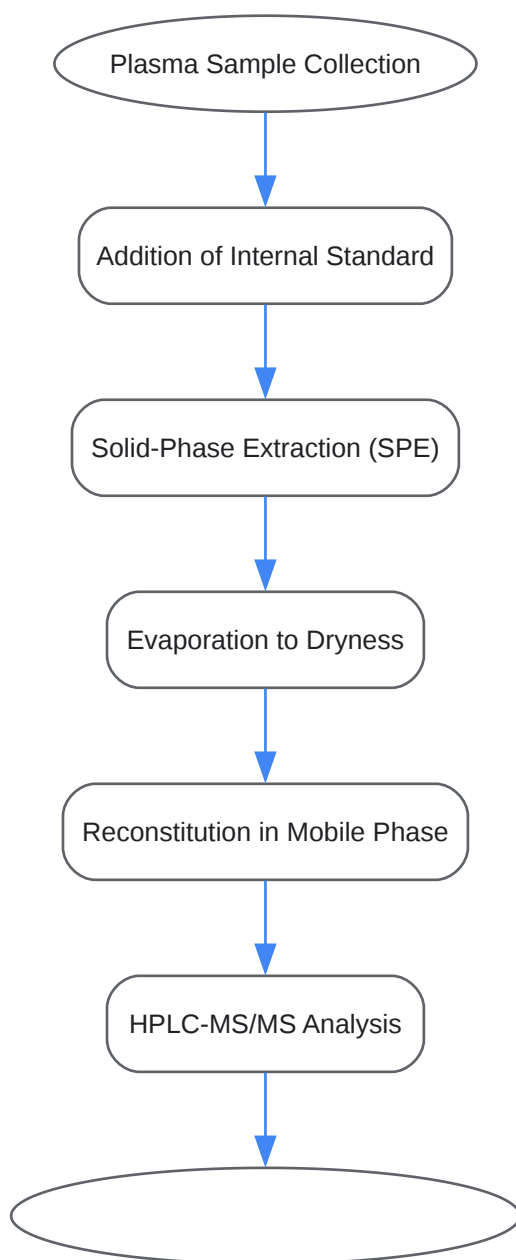 Plasma Sample Collection
Addition of Internal Standard
Solid-Phase Extraction (SPE)
Evaporation to Dryness
Reconstitution in Mobile Phase
HPLC-MS/MS Analysis